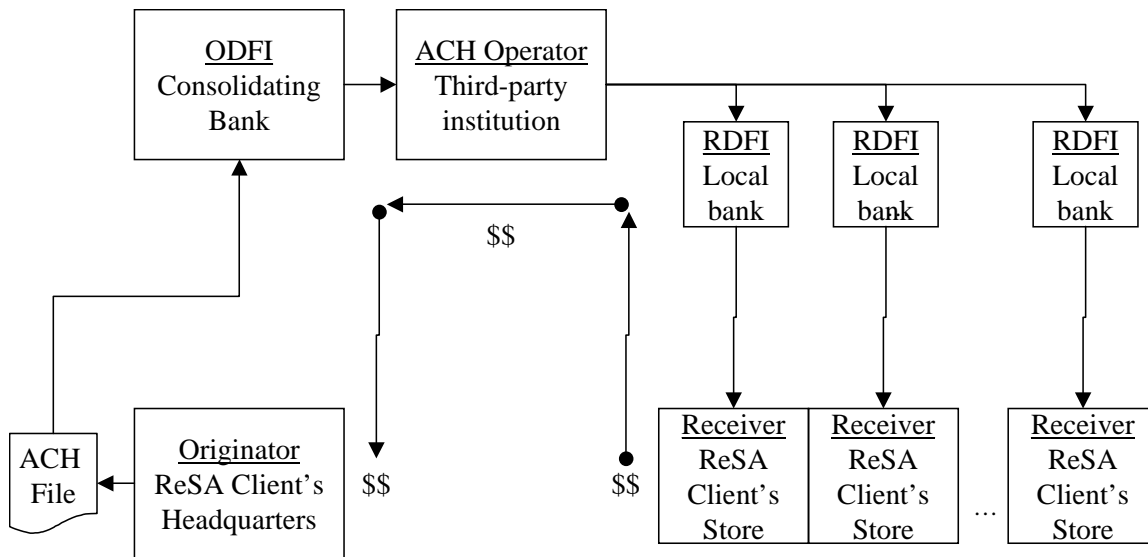 ODFI
Consolidating
Bank
ACH Operator
Third-party
institution
RDFI
Local
bank
RDFI
Local
bank
...
RDFI
Local
bank
$$
$$
$$
ACH
File
Originator
ReSA Client's
Headquarters
Receiver
ReSA
Client's
Store
Receiver
ReSA
Client's
Store
...
Receiver
ReSA
Client's
Store